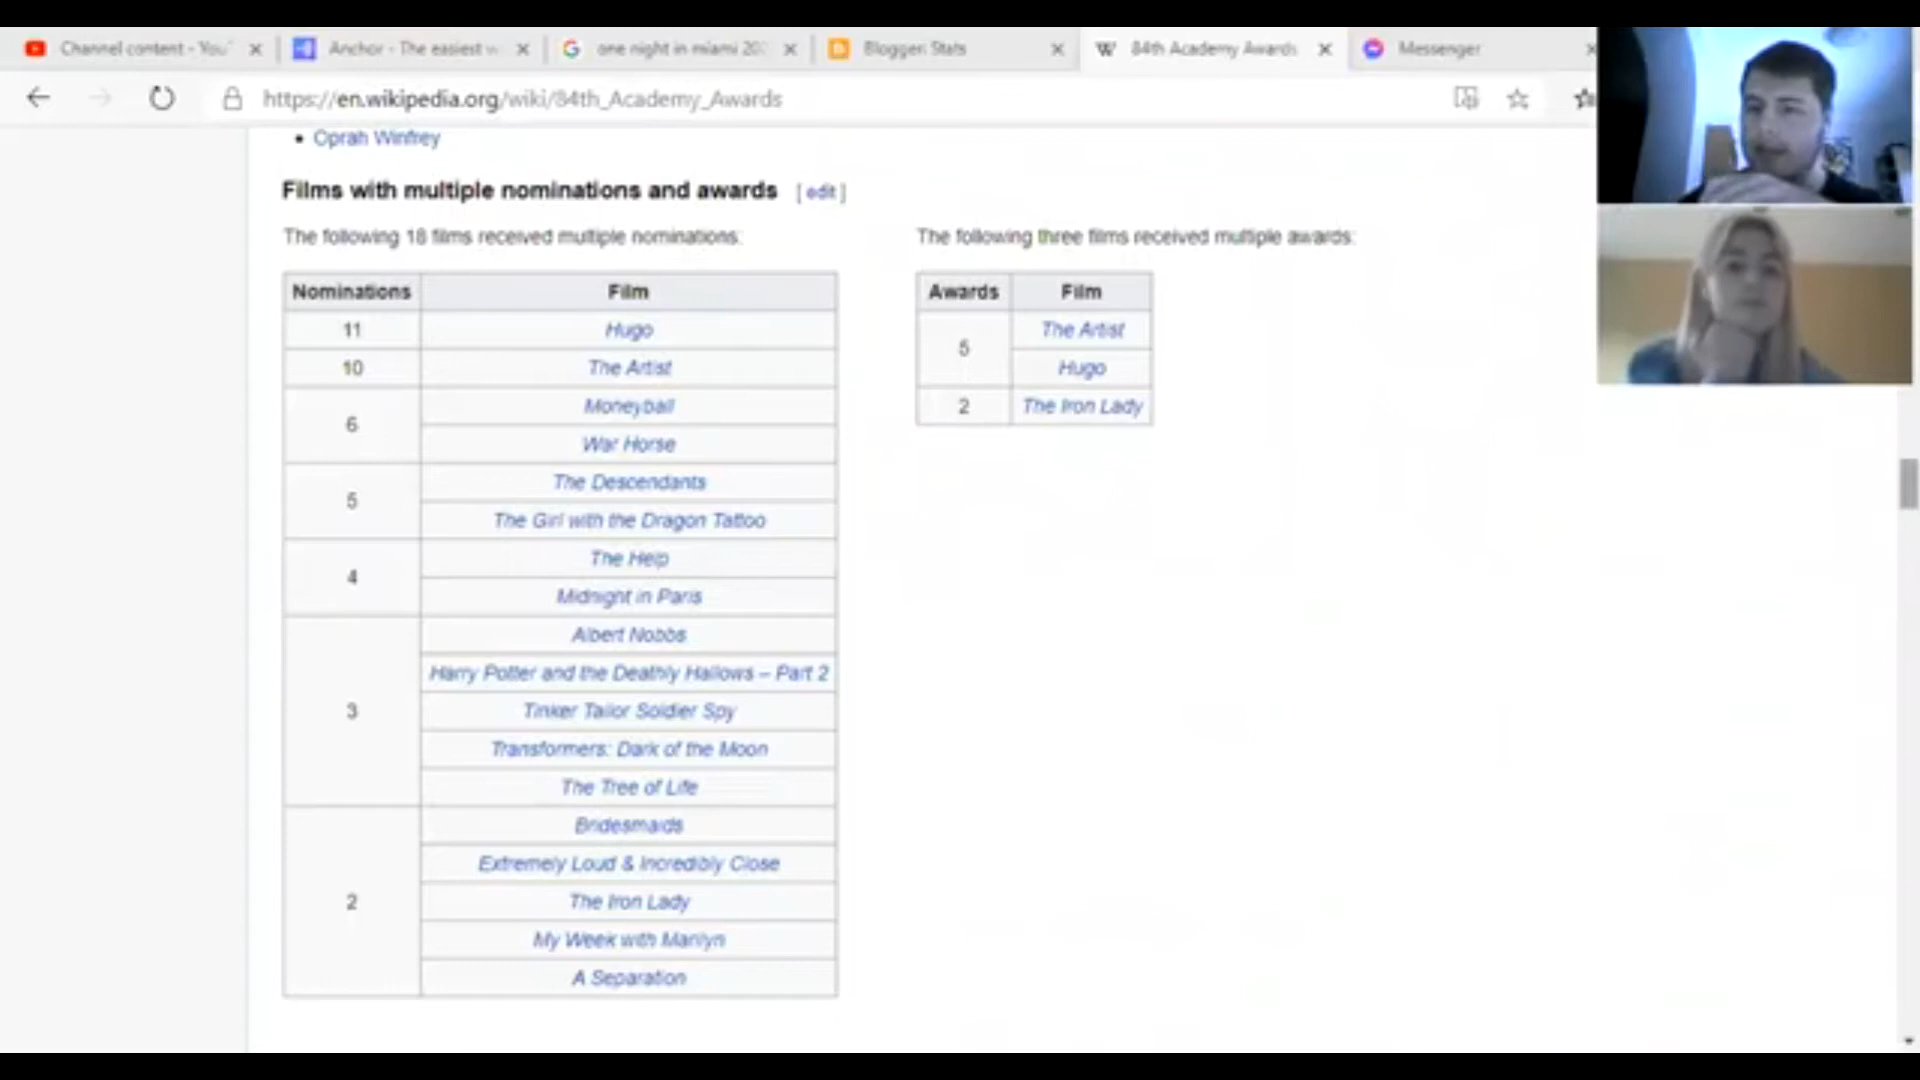 Channel content - YouT
Anchor - The easiest w
one night in miami 202
Blogger: Stats
84th Academy Awards
Messenger
https://en.wikipedia.org/wiki/84th_Academy_Awards
• Oprah Winfrey
Films with multiple nominations and awards [ edit ]
The following 18 films received multiple nominations:
Nominations Film
11 Hugo
10 The Artist
6 Moneyball
War Horse
5 The Descendants
The Girl with the Dragon Tattoo
4 The Help
Midnight in Paris
3 Albert Nobbs
Harry Potter and the Deathly Hallows – Part 2
Tinker Tailor Soldier Spy
Transformers: Dark of the Moon
The Tree of Life
2 Bridesmaids
Extremely Loud & Incredibly Close
The Iron Lady
My Week with Marilyn
A Separation
The following three films received multiple awards:
Awards Film
5 The Artist
Hugo
2 The Iron Lady